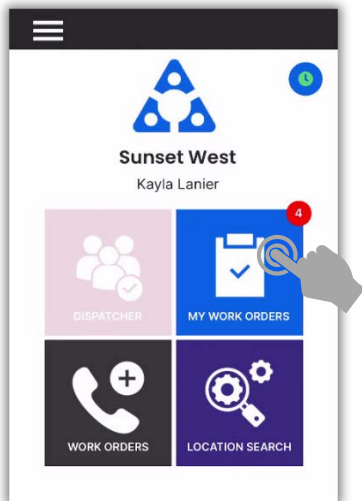 Sunset West
Kayla Lanier
4
DISPATCHER
MY WORK ORDERS
WORK ORDERS
LOCATION SEARCH